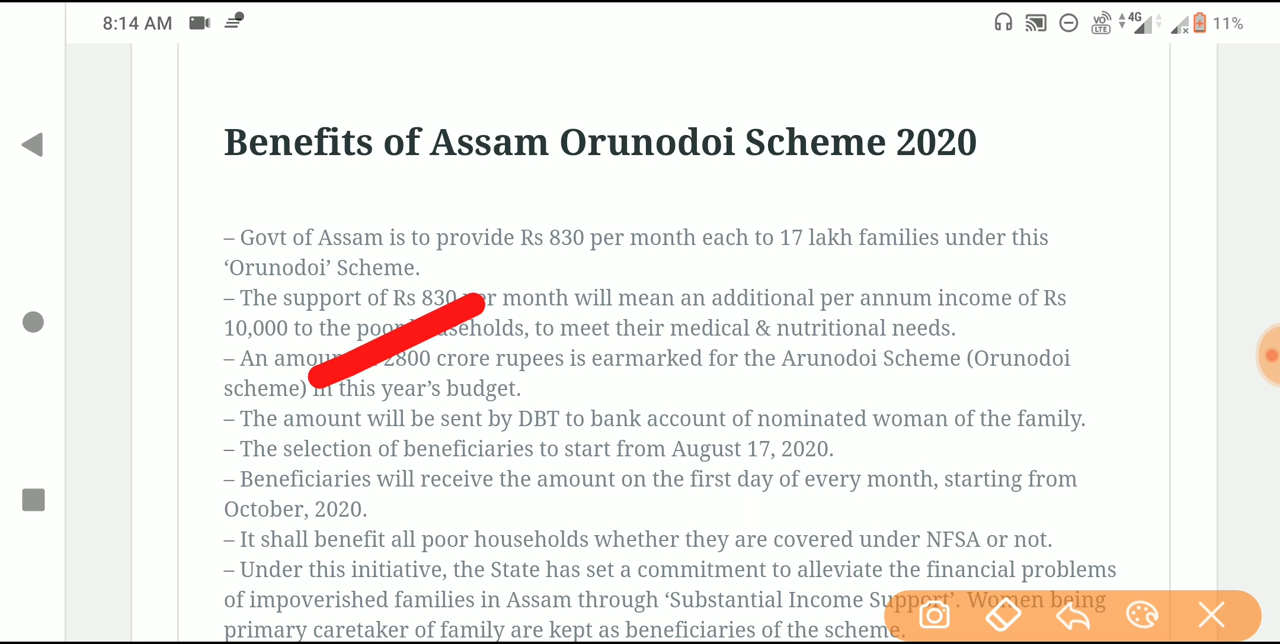 8:14 AM
VO LTE 4G 11%
Benefits of Assam Orunodoi Scheme 2020
– Govt of Assam is to provide Rs 830 per month each to 17 lakh families under this
‘Orunodoi’ Scheme.
– The support of Rs 830 per month will mean an additional per annum income of Rs
10,000 to the poor households, to meet their medical & nutritional needs.
– An amount 2800 crore rupees is earmarked for the Arunodoi Scheme (Orunodoi
scheme) in this year’s budget.
– The amount will be sent by DBT to bank account of nominated woman of the family.
– The selection of beneficiaries to start from August 17, 2020.
– Beneficiaries will receive the amount on the first day of every month, starting from
October, 2020.
– It shall benefit all poor households whether they are covered under NFSA or not.
– Under this initiative, the State has set a commitment to alleviate the financial problems
of impoverished families in Assam through ‘Substantial Income Support’. Women being
primary caretaker of family are kept as beneficiaries of the scheme.